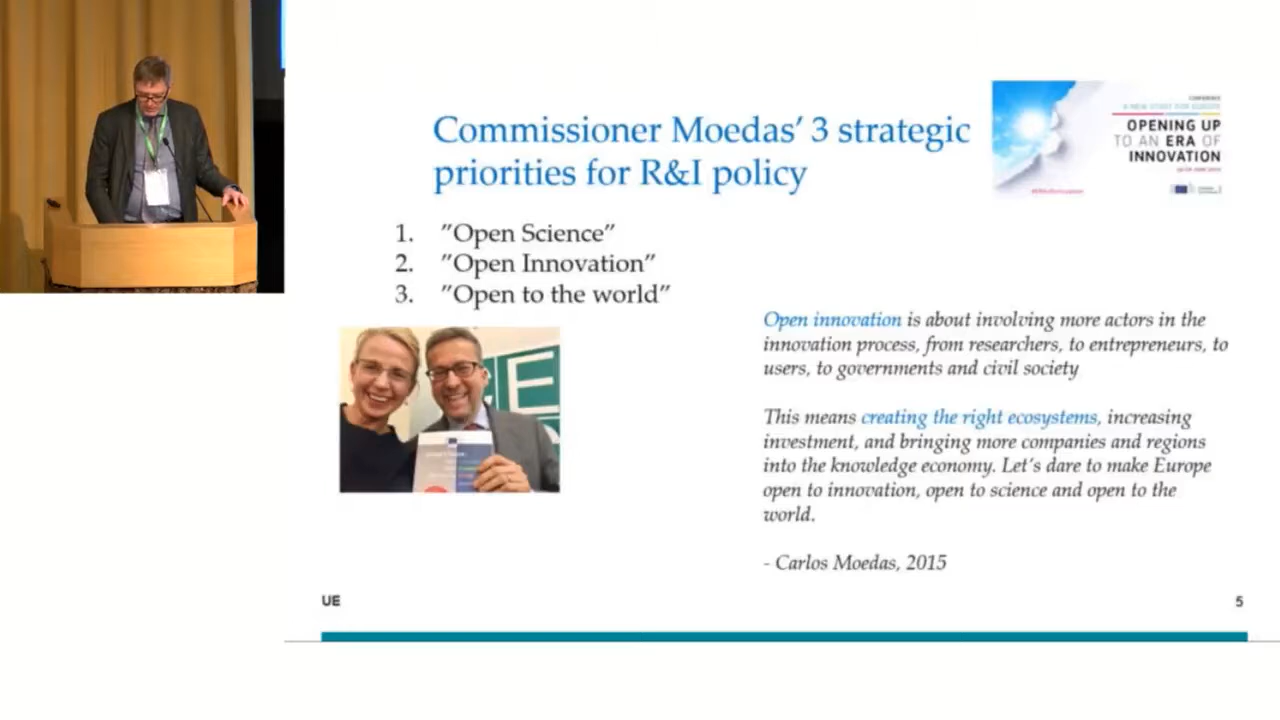 Commissioner Moedas' 3 strategic
priorities for R&I policy
OPENING UP
TO AN ERA OF
INNOVATION
1. ”Open Science”
2. ”Open Innovation”
3. ”Open to the world”
Open innovation is about involving more actors in the
innovation process, from researchers, to entrepreneurs, to
users, to governments and civil society
This means creating the right ecosystems, increasing
investment, and bringing more companies and regions
into the knowledge economy. Let's dare to make Europe
open to innovation, open to science and open to the
world.
- Carlos Moedas, 2015
UE
5